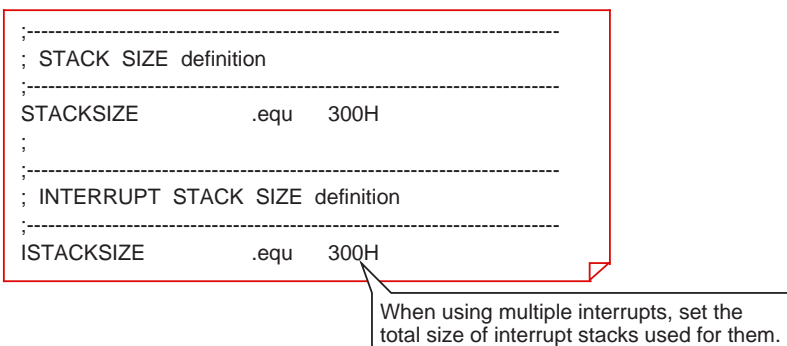 ;---------------------------------------------------------------------------
; STACK SIZE definition
;---------------------------------------------------------------------------
STACKSIZE .equ 300H
;
;---------------------------------------------------------------------------
; INTERRUPT STACK SIZE definition
;---------------------------------------------------------------------------
ISTACKSIZE .equ 300H
When using multiple interrupts, set the
total size of interrupt stacks used for them.